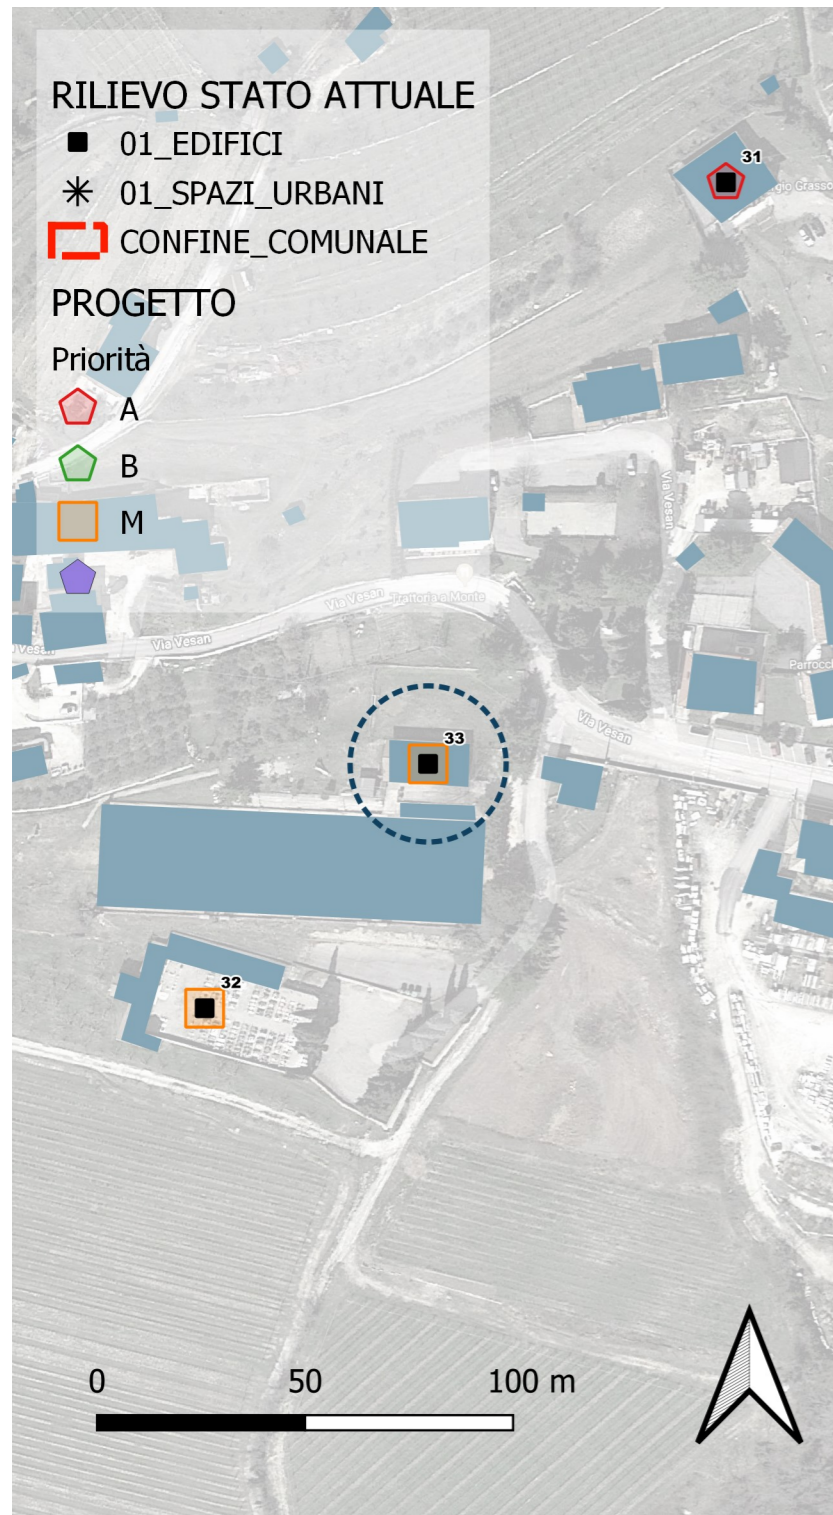 RILIEVO STATO ATTUALE
01_EDIFICI
01_SPAZI_URBANI
CONFINE_COMUNALE
PROGETTO
Priorità
A
B
M
31
Via Vesan
Via Vesan
Trattoria a Monte
Via Vesan
Via Vesan
33
32
0 50 100 m